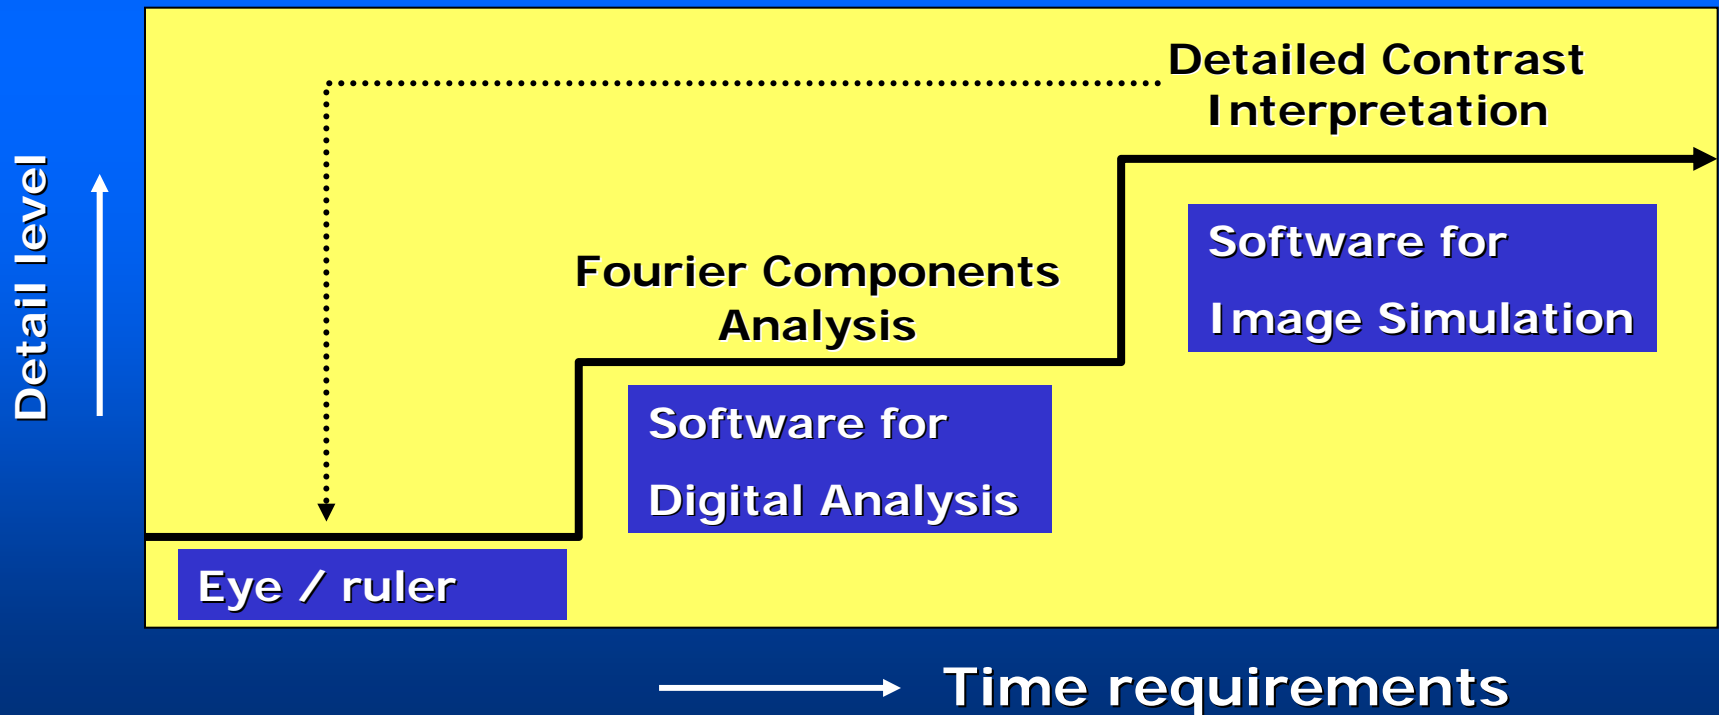 Detailed Contrast
Interpretation
Detail level
Software for
Image Simulation
Fourier Components
Analysis
Software for
Digital Analysis
Eye / ruler
Time requirements